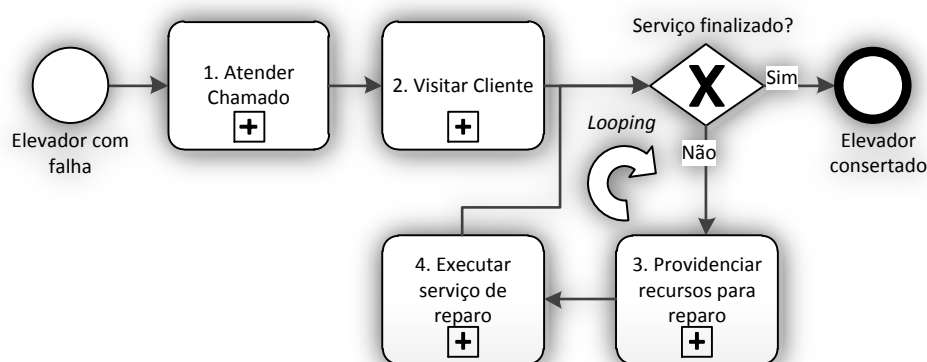 Serviço finalizado?
1. Atender
Chamado
2. Visitar Cliente
Sim
Looping
Não
Elevador com
falha
Elevador
consertado
4. Executar
serviço de
reparo
3. Providenciar
recursos para
reparo